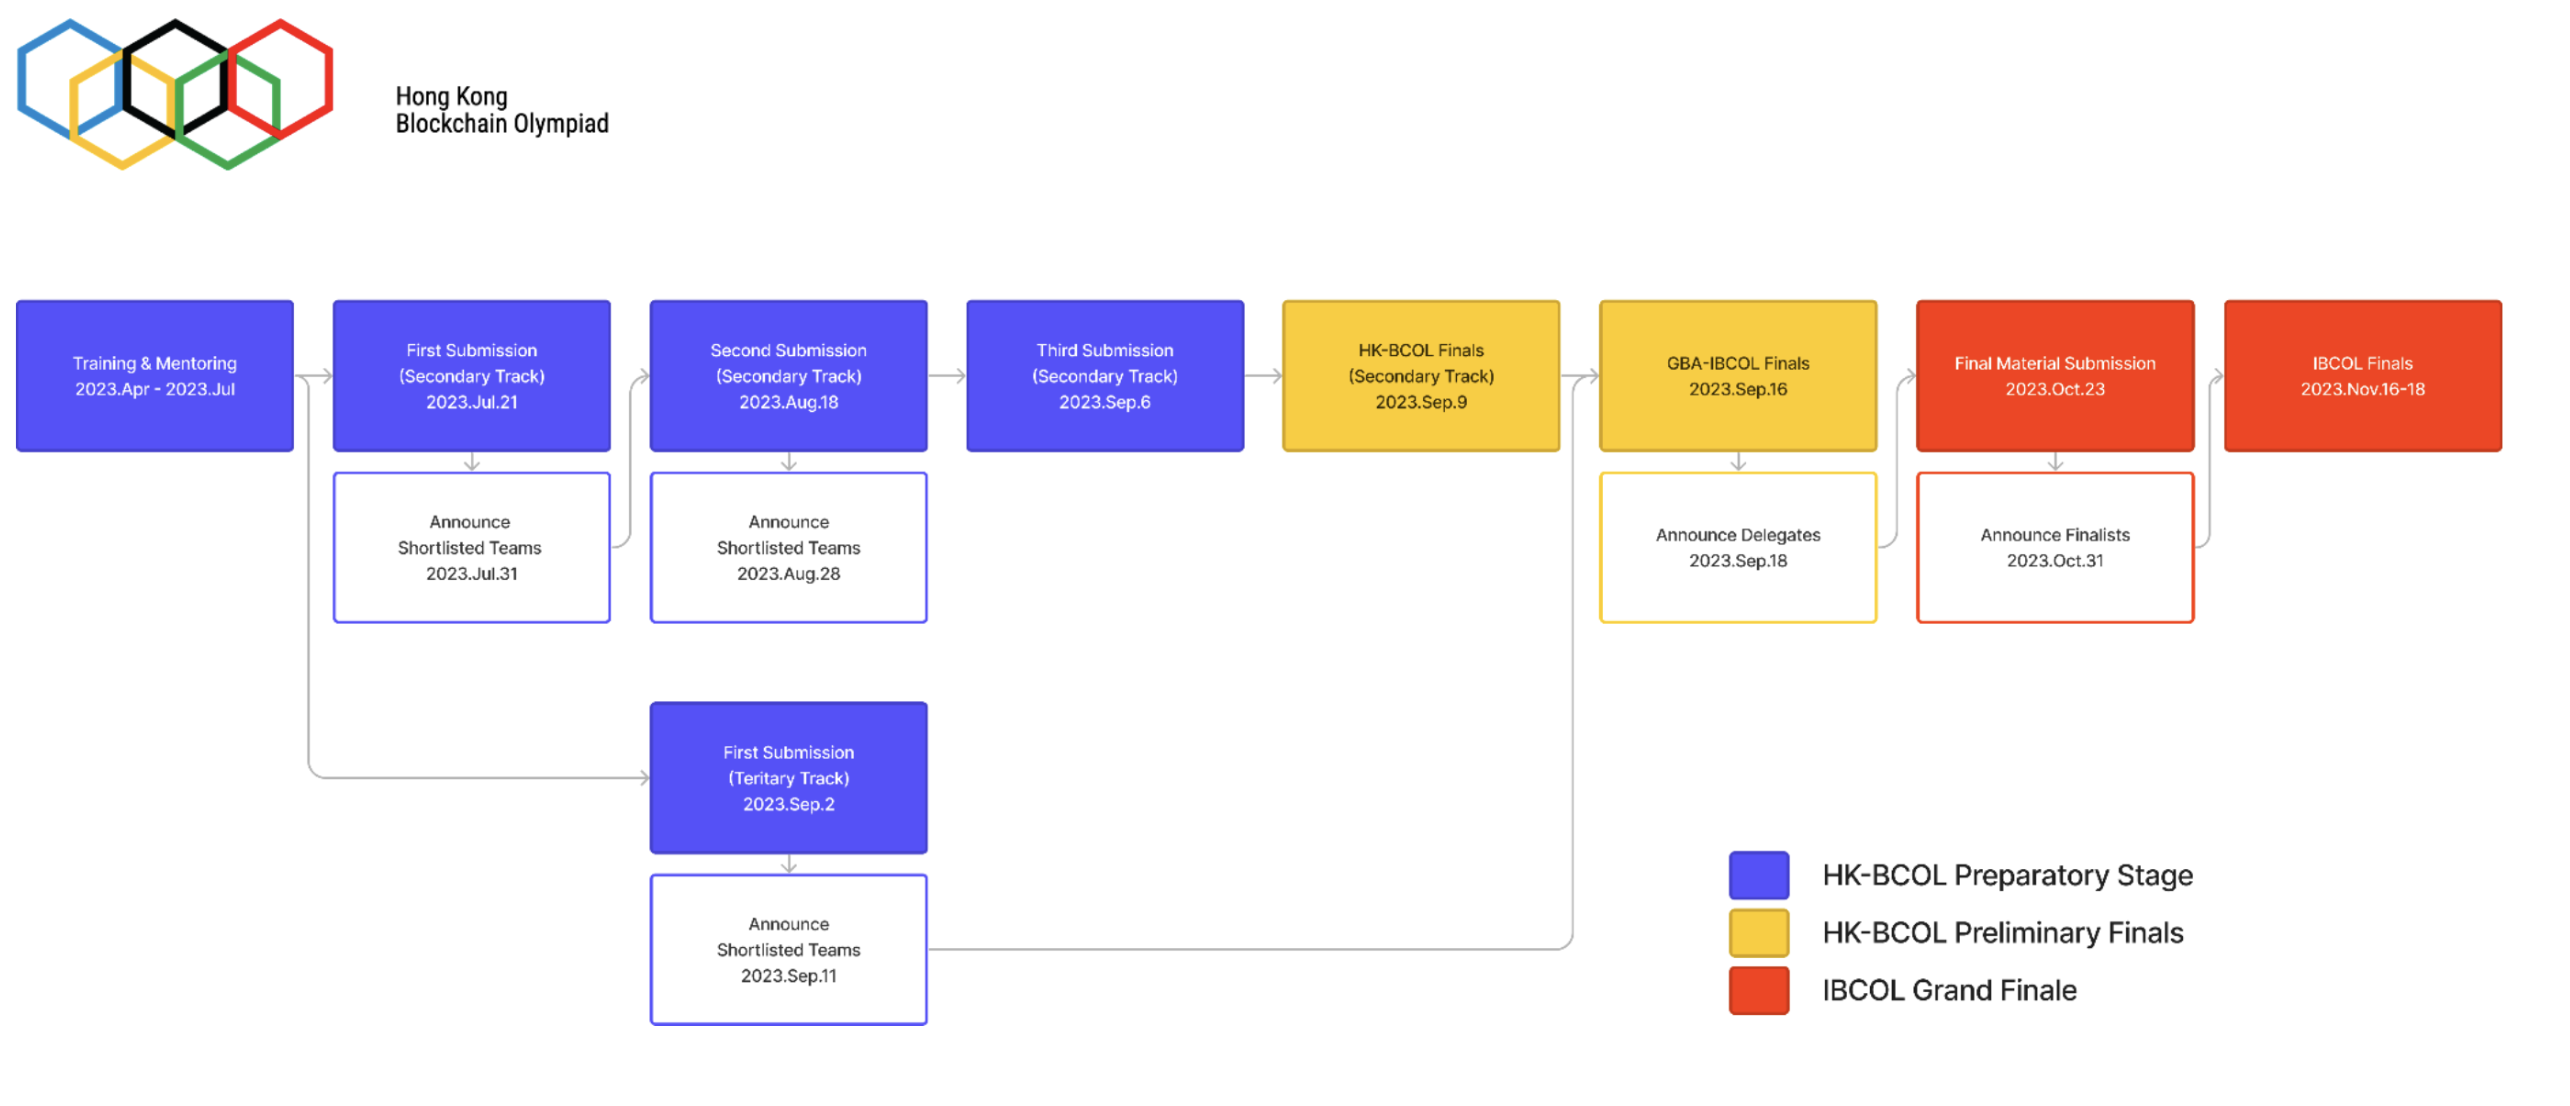 Hong Kong
Blockchain Olympiad
Training & Mentoring
2023.Apr - 2023.Jul
First Submission
(Secondary Track)
2023.Jul.21
Second Submission
(Secondary Track)
2023.Aug.18
Third Submission
(Secondary Track)
2023.Sep.6
HK-BCOL Finals
(Secondary Track)
2023.Sep.9
GBA-IBCOL Finals
2023.Sep.16
Final Material Submission
2023.Oct.23
IBCOL Finals
2023.Nov.16-18
Announce
Shortlisted Teams
2023.Jul.31
Announce
Shortlisted Teams
2023.Aug.28
Announce Delegates
2023.Sep.18
Announce Finalists
2023.Oct.31
First Submission
(Teritary Track)
2023.Sep.2
Announce
Shortlisted Teams
2023.Sep.11
HK-BCOL Preparatory Stage
HK-BCOL Preliminary Finals
IBCOL Grand Finale